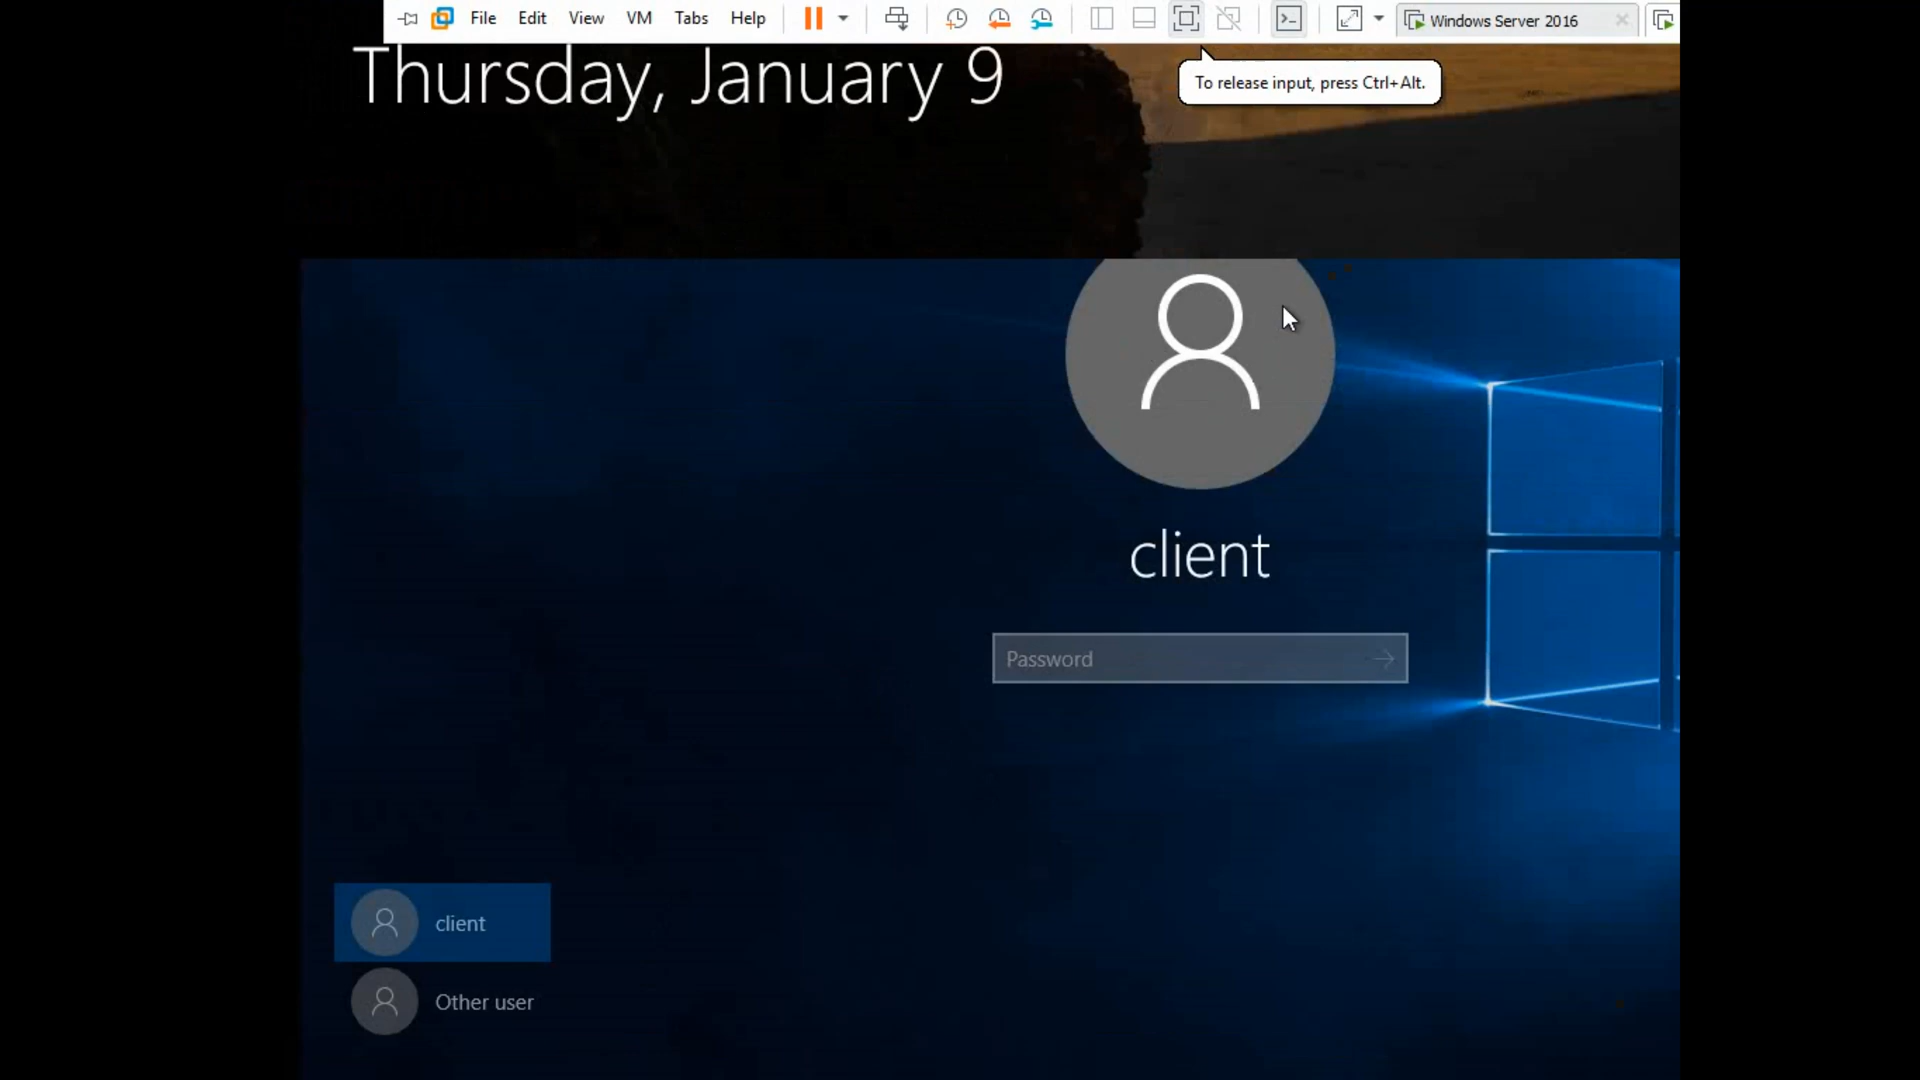 File Edit View VM Tabs Help Windows Server 2016
Thursday, January 9
To release input, press Ctrl+Alt.
client
Password
client
Other user